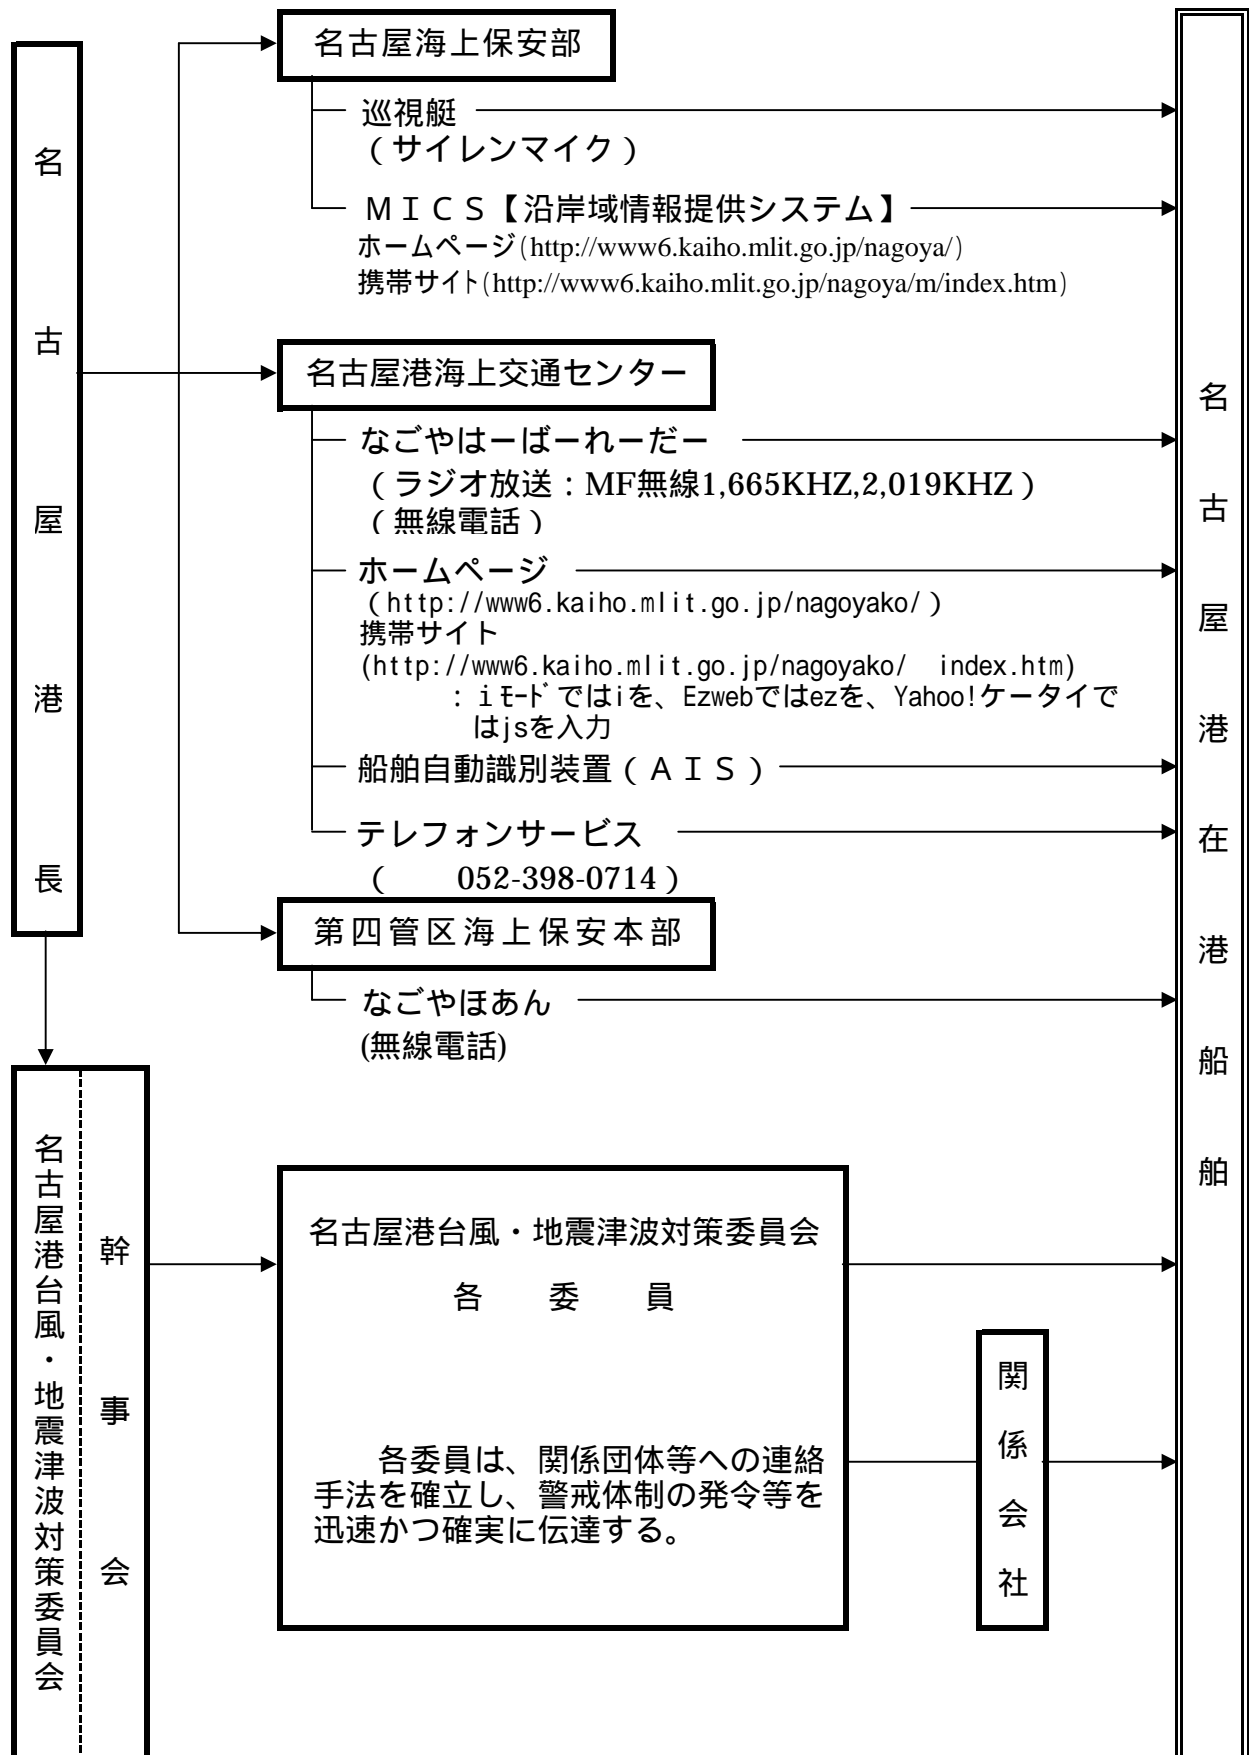 名古屋港長
名古屋海上保安部
巡視艇
（サイレンマイク）
ＭＩＣＳ【沿岸域情報提供システム】
ホームページ(http://www6.kaiho.mlit.go.jp/nagoya/)
携帯サイト(http://www6.kaiho.mlit.go.jp/nagoya/m/index.htm)
名古屋港海上交通センター
なごやはーばーれーだー
（ラジオ放送：MF無線1,665KHZ,2,019KHZ）
（無線電話）
ホームページ
（http://www6.kaiho.mlit.go.jp/nagoyako/）
携帯サイト
(http://www6.kaiho.mlit.go.jp/nagoyako/　index.htm)
：ｉﾓｰﾄﾞではiを、Ezwebではezを、Yahoo!ケータイで
はjsを入力
船舶自動識別装置（ＡＩＳ）
テレフォンサービス
（　　052-398-0714）
第四管区海上保安本部
なごやほあん
(無線電話)
名古屋港台風・地震津波対策委員会
幹事会
名古屋港台風・地震津波対策委員会
各　委　員
各委員は、関係団体等への連絡
手法を確立し、警戒体制の発令等を
迅速かつ確実に伝達する。
関係会社
名古屋港在港船舶